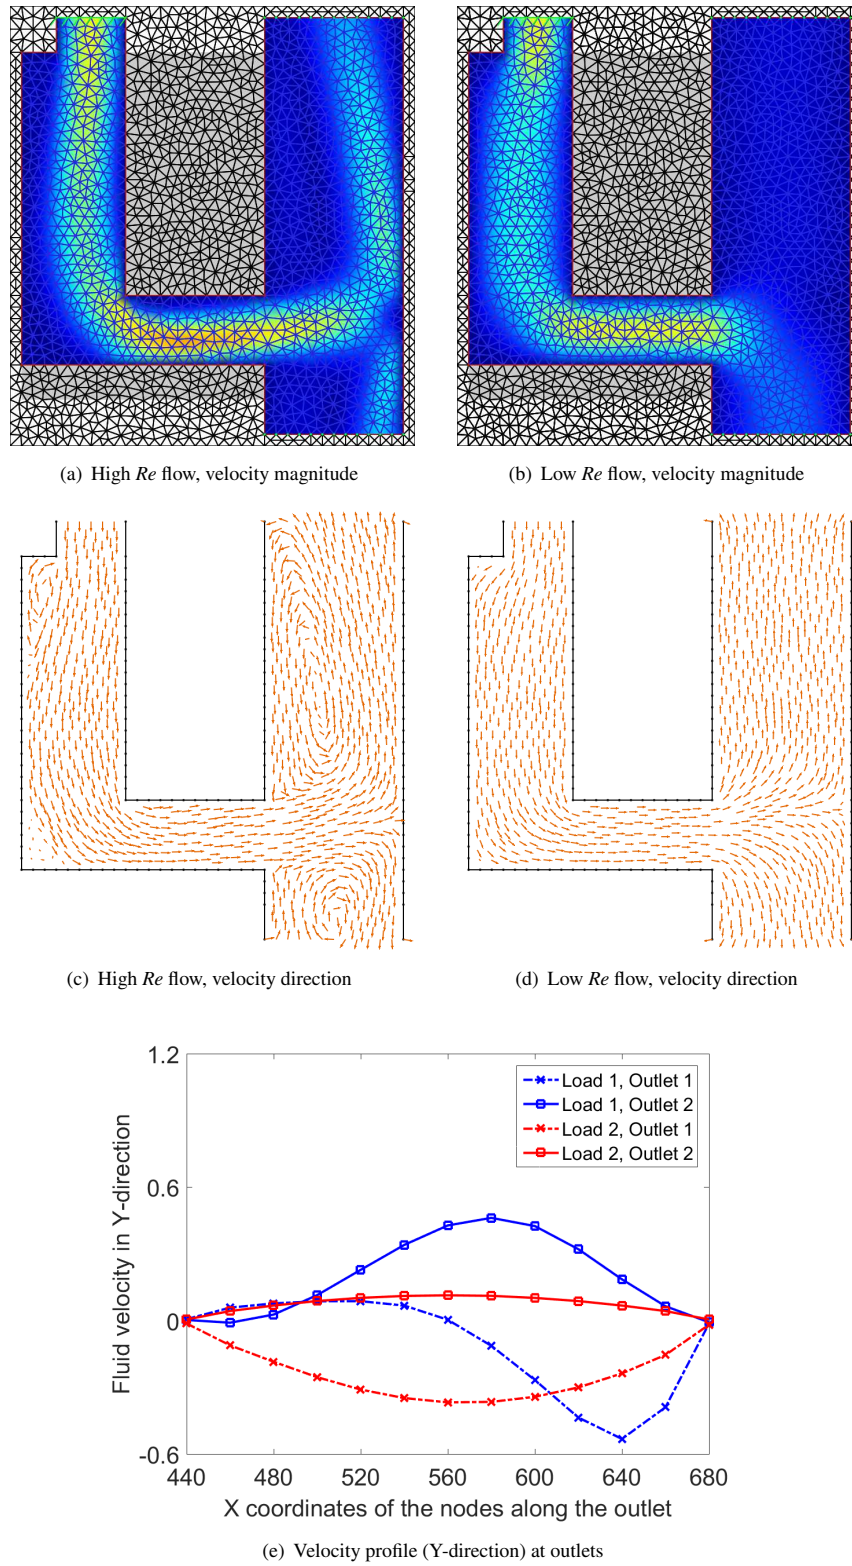 (a) High Re flow, velocity magnitude
(b) Low Re flow, velocity magnitude
(c) High Re flow, velocity direction
(d) Low Re flow, velocity direction
1.2
0.6
0
-0.6
Fluid velocity in Y-direction
Load 1, Outlet 1
Load 1, Outlet 2
Load 2, Outlet 1
Load 2, Outlet 2
440 480 520 560 600 640 680
X coordinates of the nodes along the outlet
(e) Velocity profile (Y-direction) at outlets